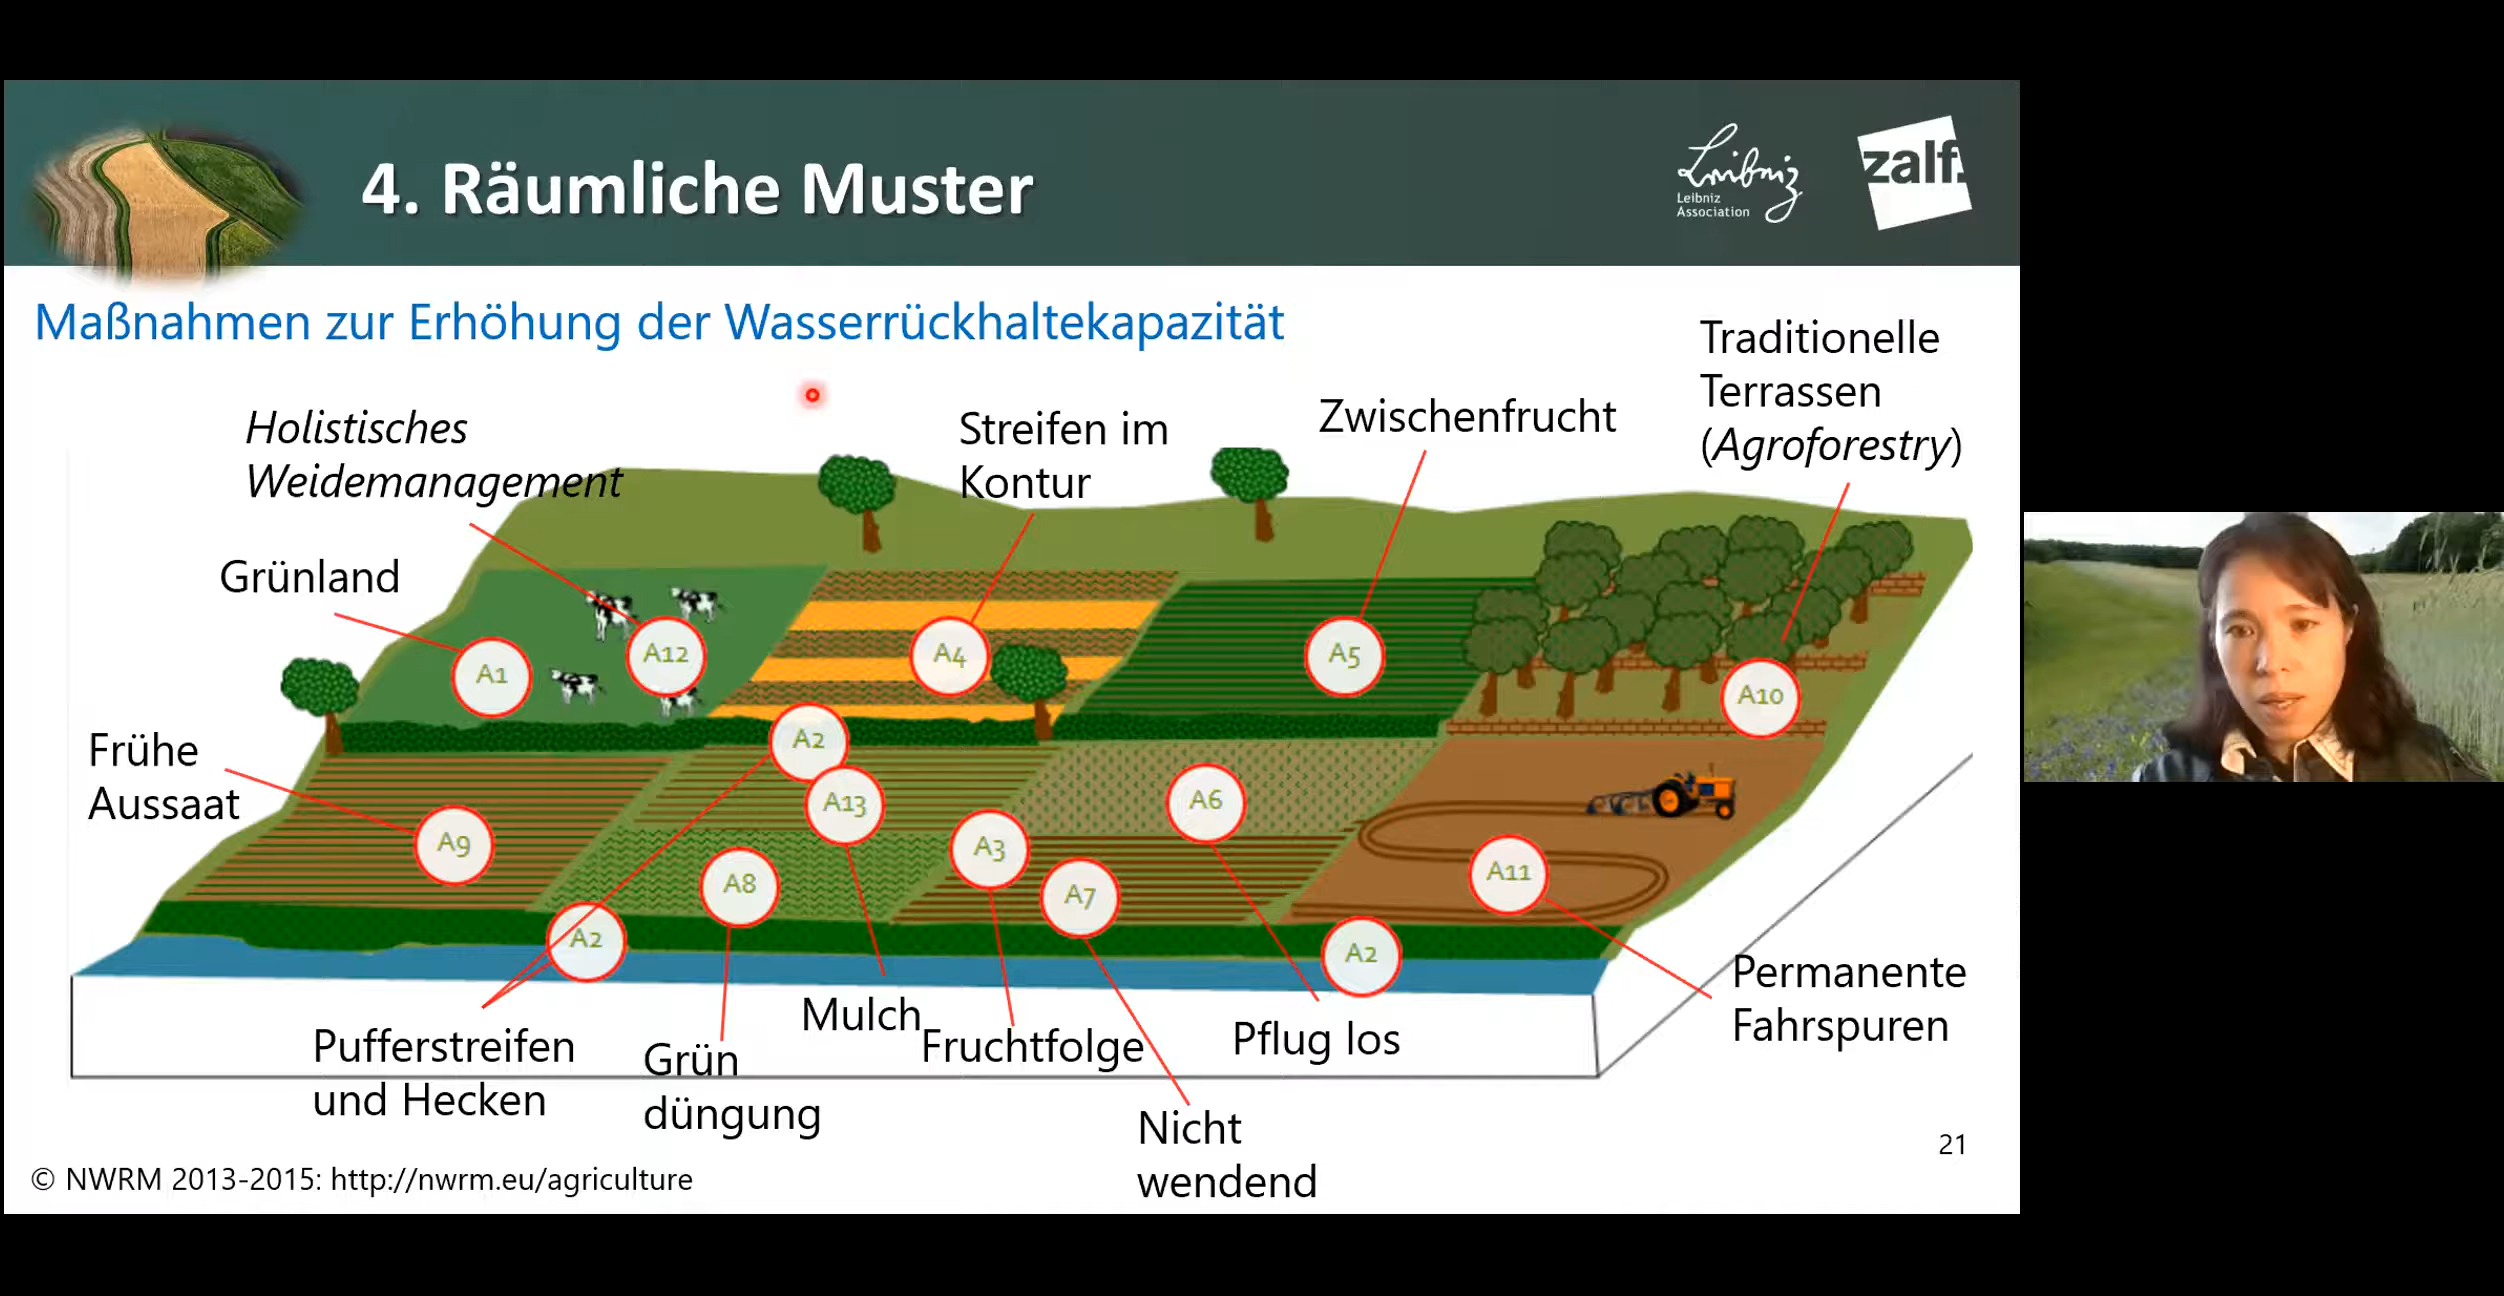 4. Räumliche Muster
Leibniz
Leibniz
Association
zalf.
Maßnahmen zur Erhöhung der Wasserrückhaltekapazität
Traditionelle
Terrassen
(Agroforestry)
Holistisches
Weidemanagement
Streifen im
Kontur
Zwischenfrucht
Grünland
A1
A12
A4
A5
A10
Frühe
Aussaat
A2
A13
A6
A9
A8
A3
A7
A11
A2
A2
Permanente
Fahrspuren
Pufferstreifen
und Hecken
Grün
düngung
Mulch
Fruchtfolge
Pflug los
Nicht
wendend
21
© NWRM 2013-2015: http://nwrm.eu/agriculture